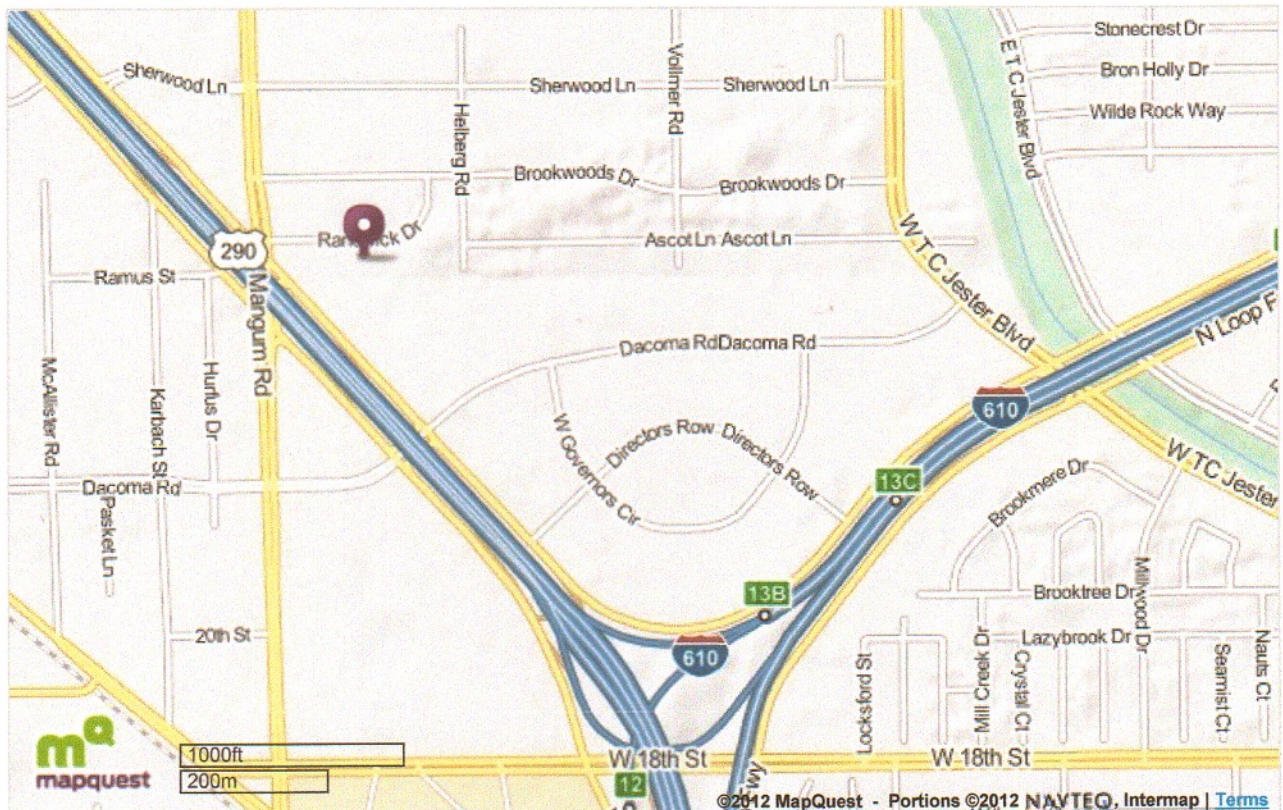 Stonecrest Dr
Bron Holly Dr
Wilde Rock Way
E T C Jester Blvd
Sherwood Ln
Sherwood Ln
Sherwood Ln
Vollmer Rd
Helberg Rd
Brookwoods Dr
Brookwoods Dr
Dr
Ascot Ln
Ascot Ln
290
Ramus St
Mangum Rd
W T C Jester Blvd
N Loop
Dacoma Rd
Dacoma Rd
McAllister Rd
Karbach St
Hurfus Dr
610
W Governors Cir
Directors Row
Directors Row
13C
W TC Jester
Brookmere Dr
Dacoma Rd
Pasket Ln
13B
Brooktree Dr
Millwood Dr
20th St
610
Lazybrook Dr
Locksford St
Mill Creek Dr
Crystal Ct
Seamist Ct
Nauts Ct
mapquest
1000ft
200m
W 18th St
W 18th St
12
wy
©2012 MapQuest - Portions ©2012 NAVTEQ, Intermap | Terms